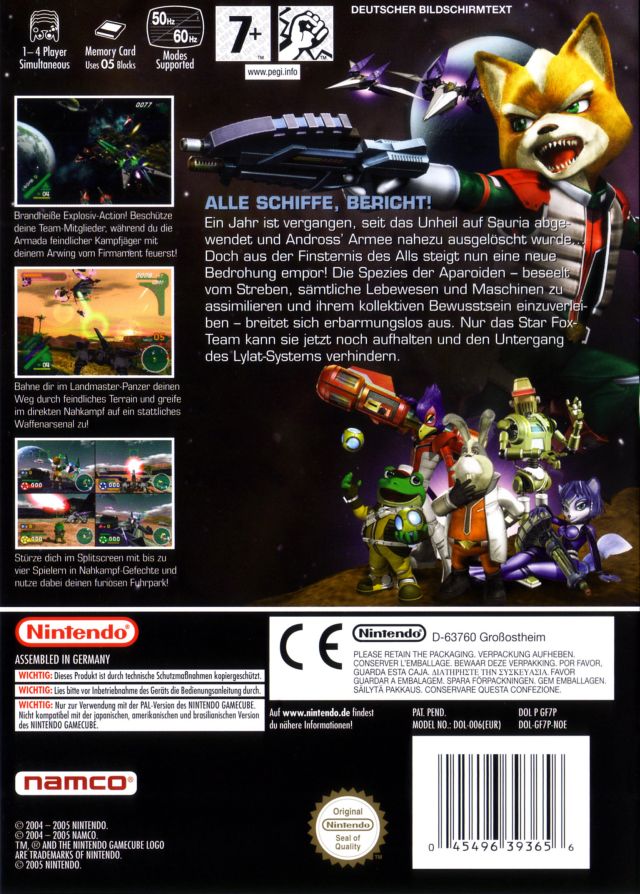 DEUTSCHER BILDSCHIRMTEXT
1–4 Player
Simultaneous
Memory Card
Uses 05 Blocks
50Hz
60Hz
Modes
Supported
7+
TM
TM
www.pegi.info
Brandheiße Explosiv-Action! Beschütze
deine Team-Mitglieder, während du die
Armada feindlicher Kampfjäger mit
deinem Arwing vom Firmament feuerst!
Bahne dir im Landmaster-Panzer deinen
Weg durch feindliches Terrain und greife
im direkten Nahkampf auf ein stattliches
Waffenarsenal zu!
Stürze dich im Splitscreen mit bis zu
vier Spielern in Nahkampf-Gefechte und
nutze dabei deinen furiosen Fuhrpark!
ALLE SCHIFFE, BERICHT!
Ein Jahr ist vergangen, seit das Unheil auf Sauria abge-
wendet und Andross' Armee nahezu ausgelöscht wurde...
Doch aus der Finsternis des Alls steigt nun eine neue
Bedrohung empor! Die Spezies der Aparoiden – beseelt
vom Streben, sämtliche Lebewesen und Maschinen zu
assimilieren und ihrem kollektiven Bewusstsein einzuverlei-
ben – breitet sich erbarmungslos aus. Nur das Star Fox-
Team kann sie jetzt noch aufhalten und den Untergang
des Lylat-Systems verhindern.
Nintendo®
ASSEMBLED IN GERMANY
WICHTIG: Dieses Produkt ist durch technische Schutzmaßnahmen kopiergeschützt.
WICHTIG: Lies bitte vor Inbetriebnahme des Geräts die Bedienungsanleitung durch.
WICHTIG: Nur zur Verwendung mit der PAL-Version des NINTENDO GAMECUBE.
Nicht kompatibel mit der japanischen, amerikanischen und brasilianischen Version
des NINTENDO GAMECUBE.
CE
Nintendo® D-63760 Großostheim
PLEASE RETAIN THE PACKAGING. VERPACKUNG AUFHEBEN.
CONSERVER L'EMBALLAGE. BEWAAR DEZE VERPAKKING. POR FAVOR,
GUARDA ESTA CAJA. ΔΙΑΤΗΡΗΣΤΕ ΤΗΝ ΣΥΣΚΕΥΑΣΙΑ. FAVOR
GUARDAR A EMBALAGEM. SPARA FÖRPACKNINGEN. GEM EMBALLAGEN.
SÄILYTÄ PAKKAUS. CONSERVARE QUESTA CONFEZIONE.
Auf www.nintendo.de findest
du nähere Informationen!
PAT. PEND.
MODEL NO.: DOL-006(EUR)
DOL P GF7P
DOL-GF7P-NOE
namco®
© 2004 – 2005 NINTENDO.
© 2004 – 2005 NAMCO.
TM, ® AND THE NINTENDO GAMECUBE LOGO
ARE TRADEMARKS OF NINTENDO.
© 2005 NINTENDO.
Original
Nintendo
Seal of
Quality
TM
0 45496 39365 6